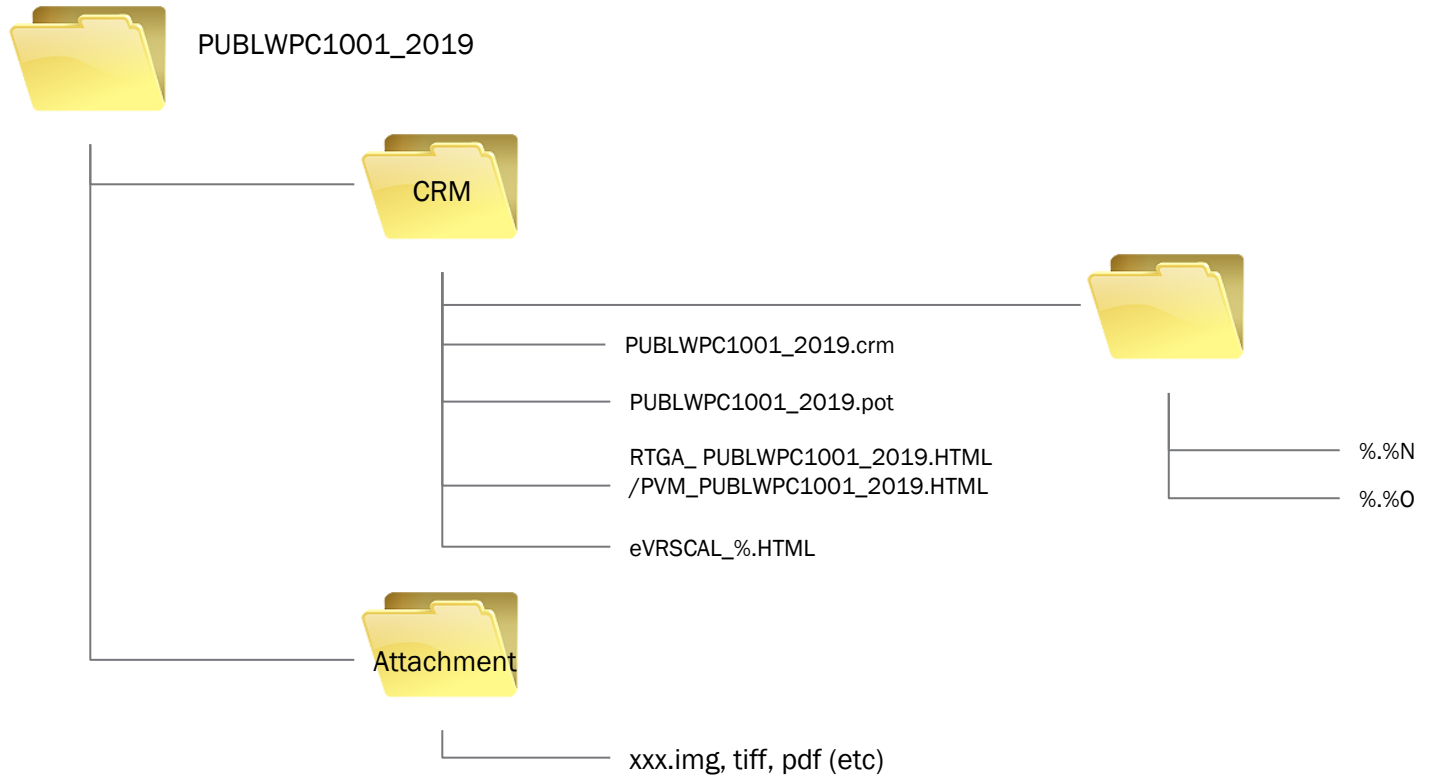 PUBLWPC1001_2019
CRM
PUBLWPC1001_2019.crm
PUBLWPC1001_2019.pot
RTGA_ PUBLWPC1001_2019.HTML
/PVM_PUBLWPC1001_2019.HTML
eVRSCAL_%.HTML
%.%N
%.%O
Attachment
xxx.img, tiff, pdf (etc)